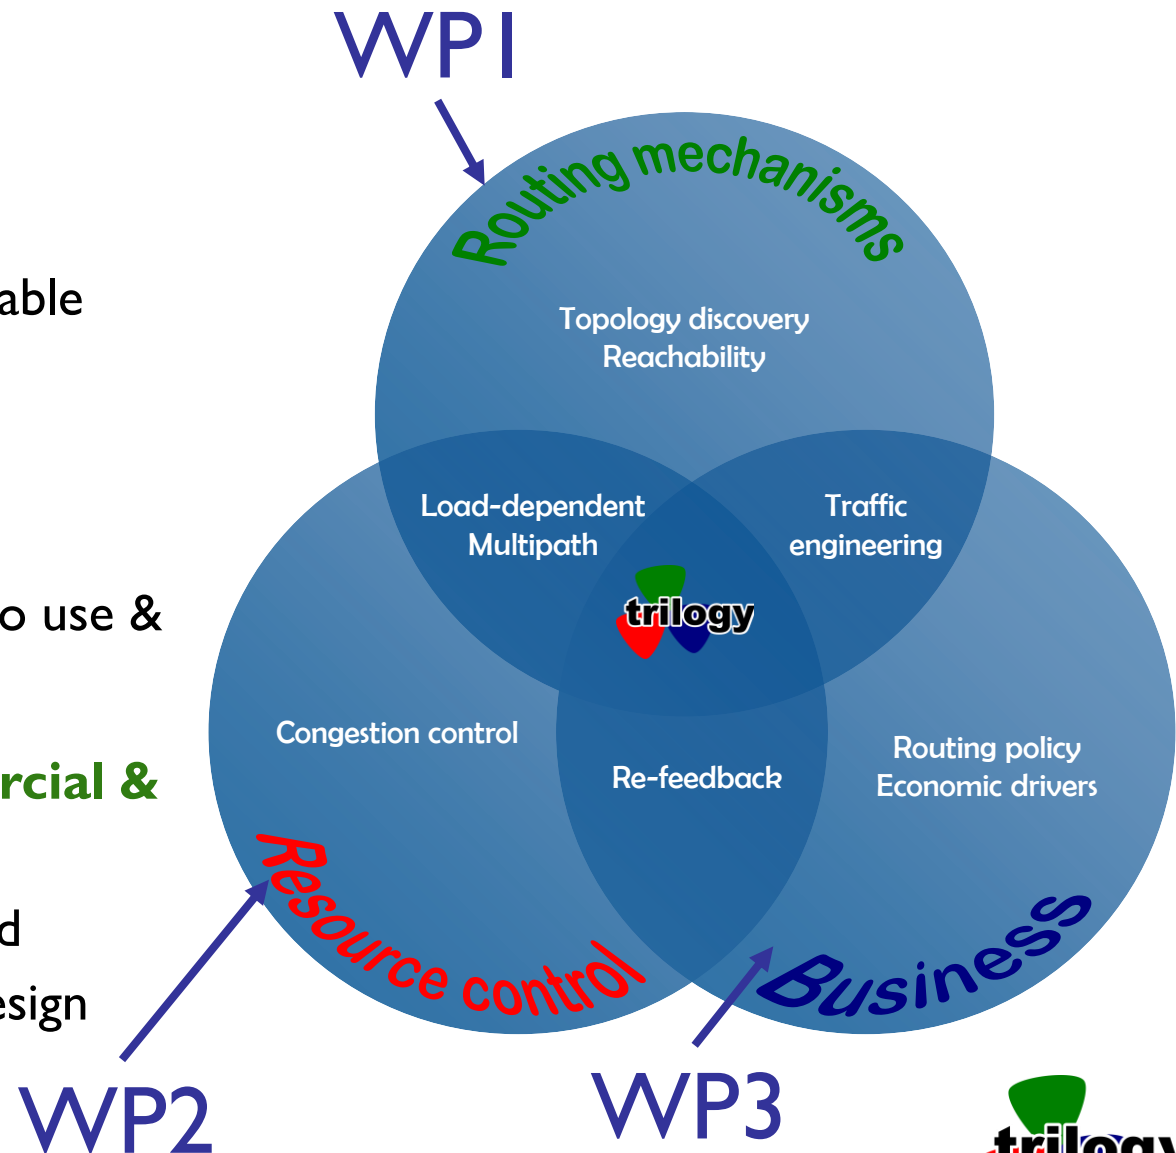 WP1
Routing mechanisms
able
Topology discovery
Reachability
Load-dependent
Multipath
Traffic
engineering
trilogy
o use &
Congestion control
Re-feedback
Routing policy
Economic drivers
rcial &
Resource control
Business
d
esign
WP2
WP3
trilogy